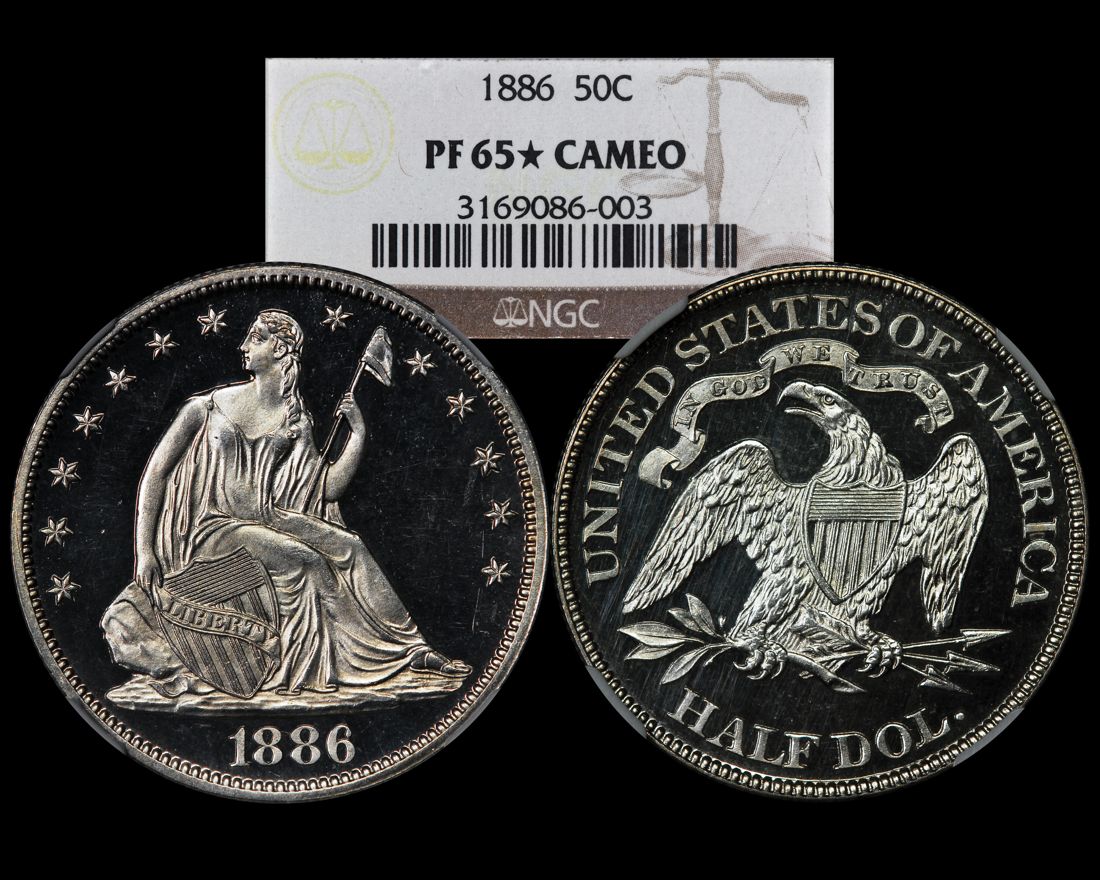 1886 50C
PF 65★ CAMEO
3169086-003
NGC
LIBERTY
1886
UNITED STATES OF AMERICA
IN GOD WE TRUST
HALF DOL.